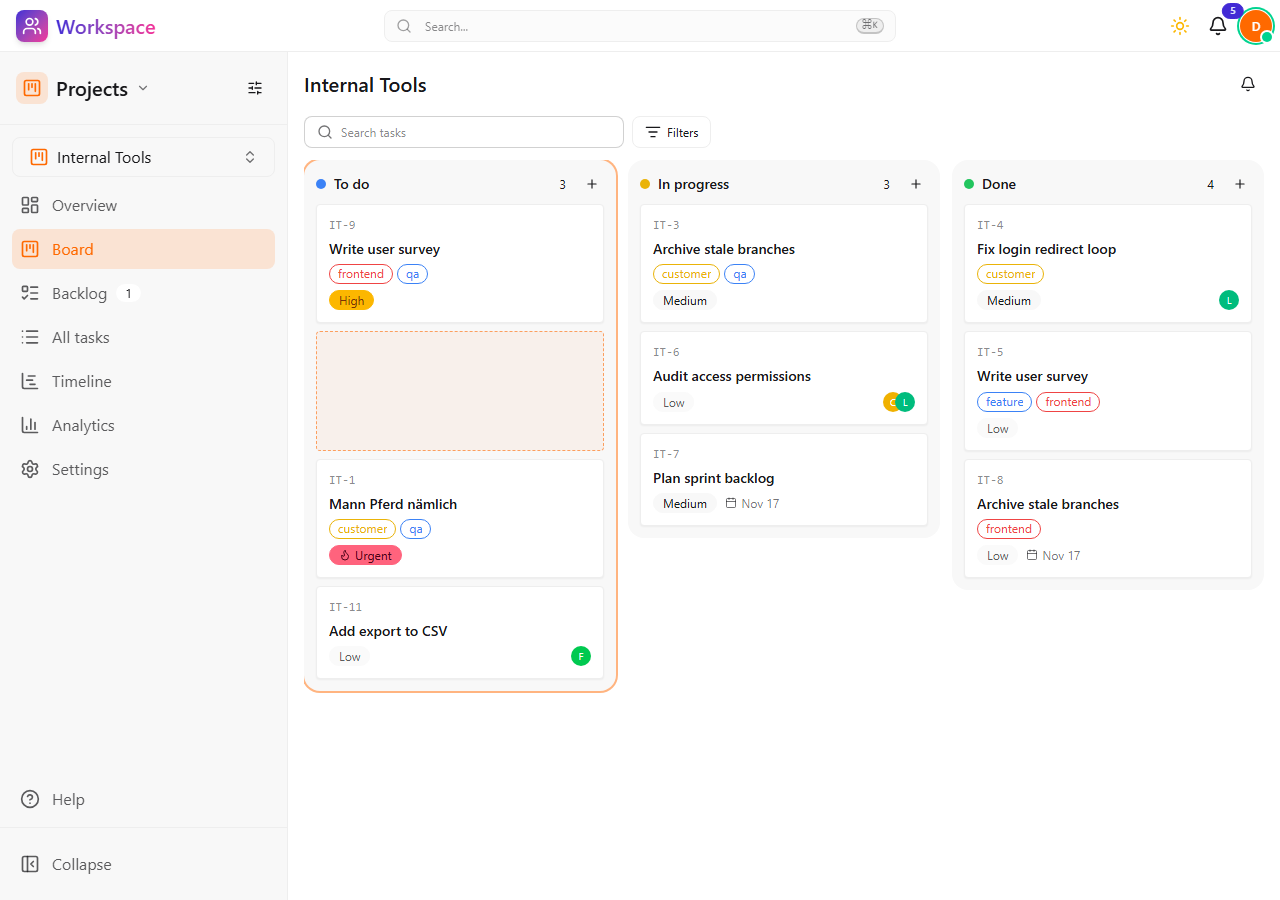 Workspace
Search...
⌘K
5
D
Projects
Internal Tools
Overview
Board
Backlog 1
All tasks
Timeline
Analytics
Settings
Help
Collapse
Internal Tools
Search tasks
Filters
To do 3
IT-9
Write user survey
frontend qa
High
IT-1
Mann Pferd nämlich
customer qa
Urgent
IT-11
Add export to CSV
Low F
In progress 3
IT-3
Archive stale branches
customer qa
Medium
IT-6
Audit access permissions
Low L
IT-7
Plan sprint backlog
Medium Nov 17
Done 4
IT-4
Fix login redirect loop
customer
Medium L
IT-5
Write user survey
feature frontend
Low
IT-8
Archive stale branches
frontend
Low Nov 17